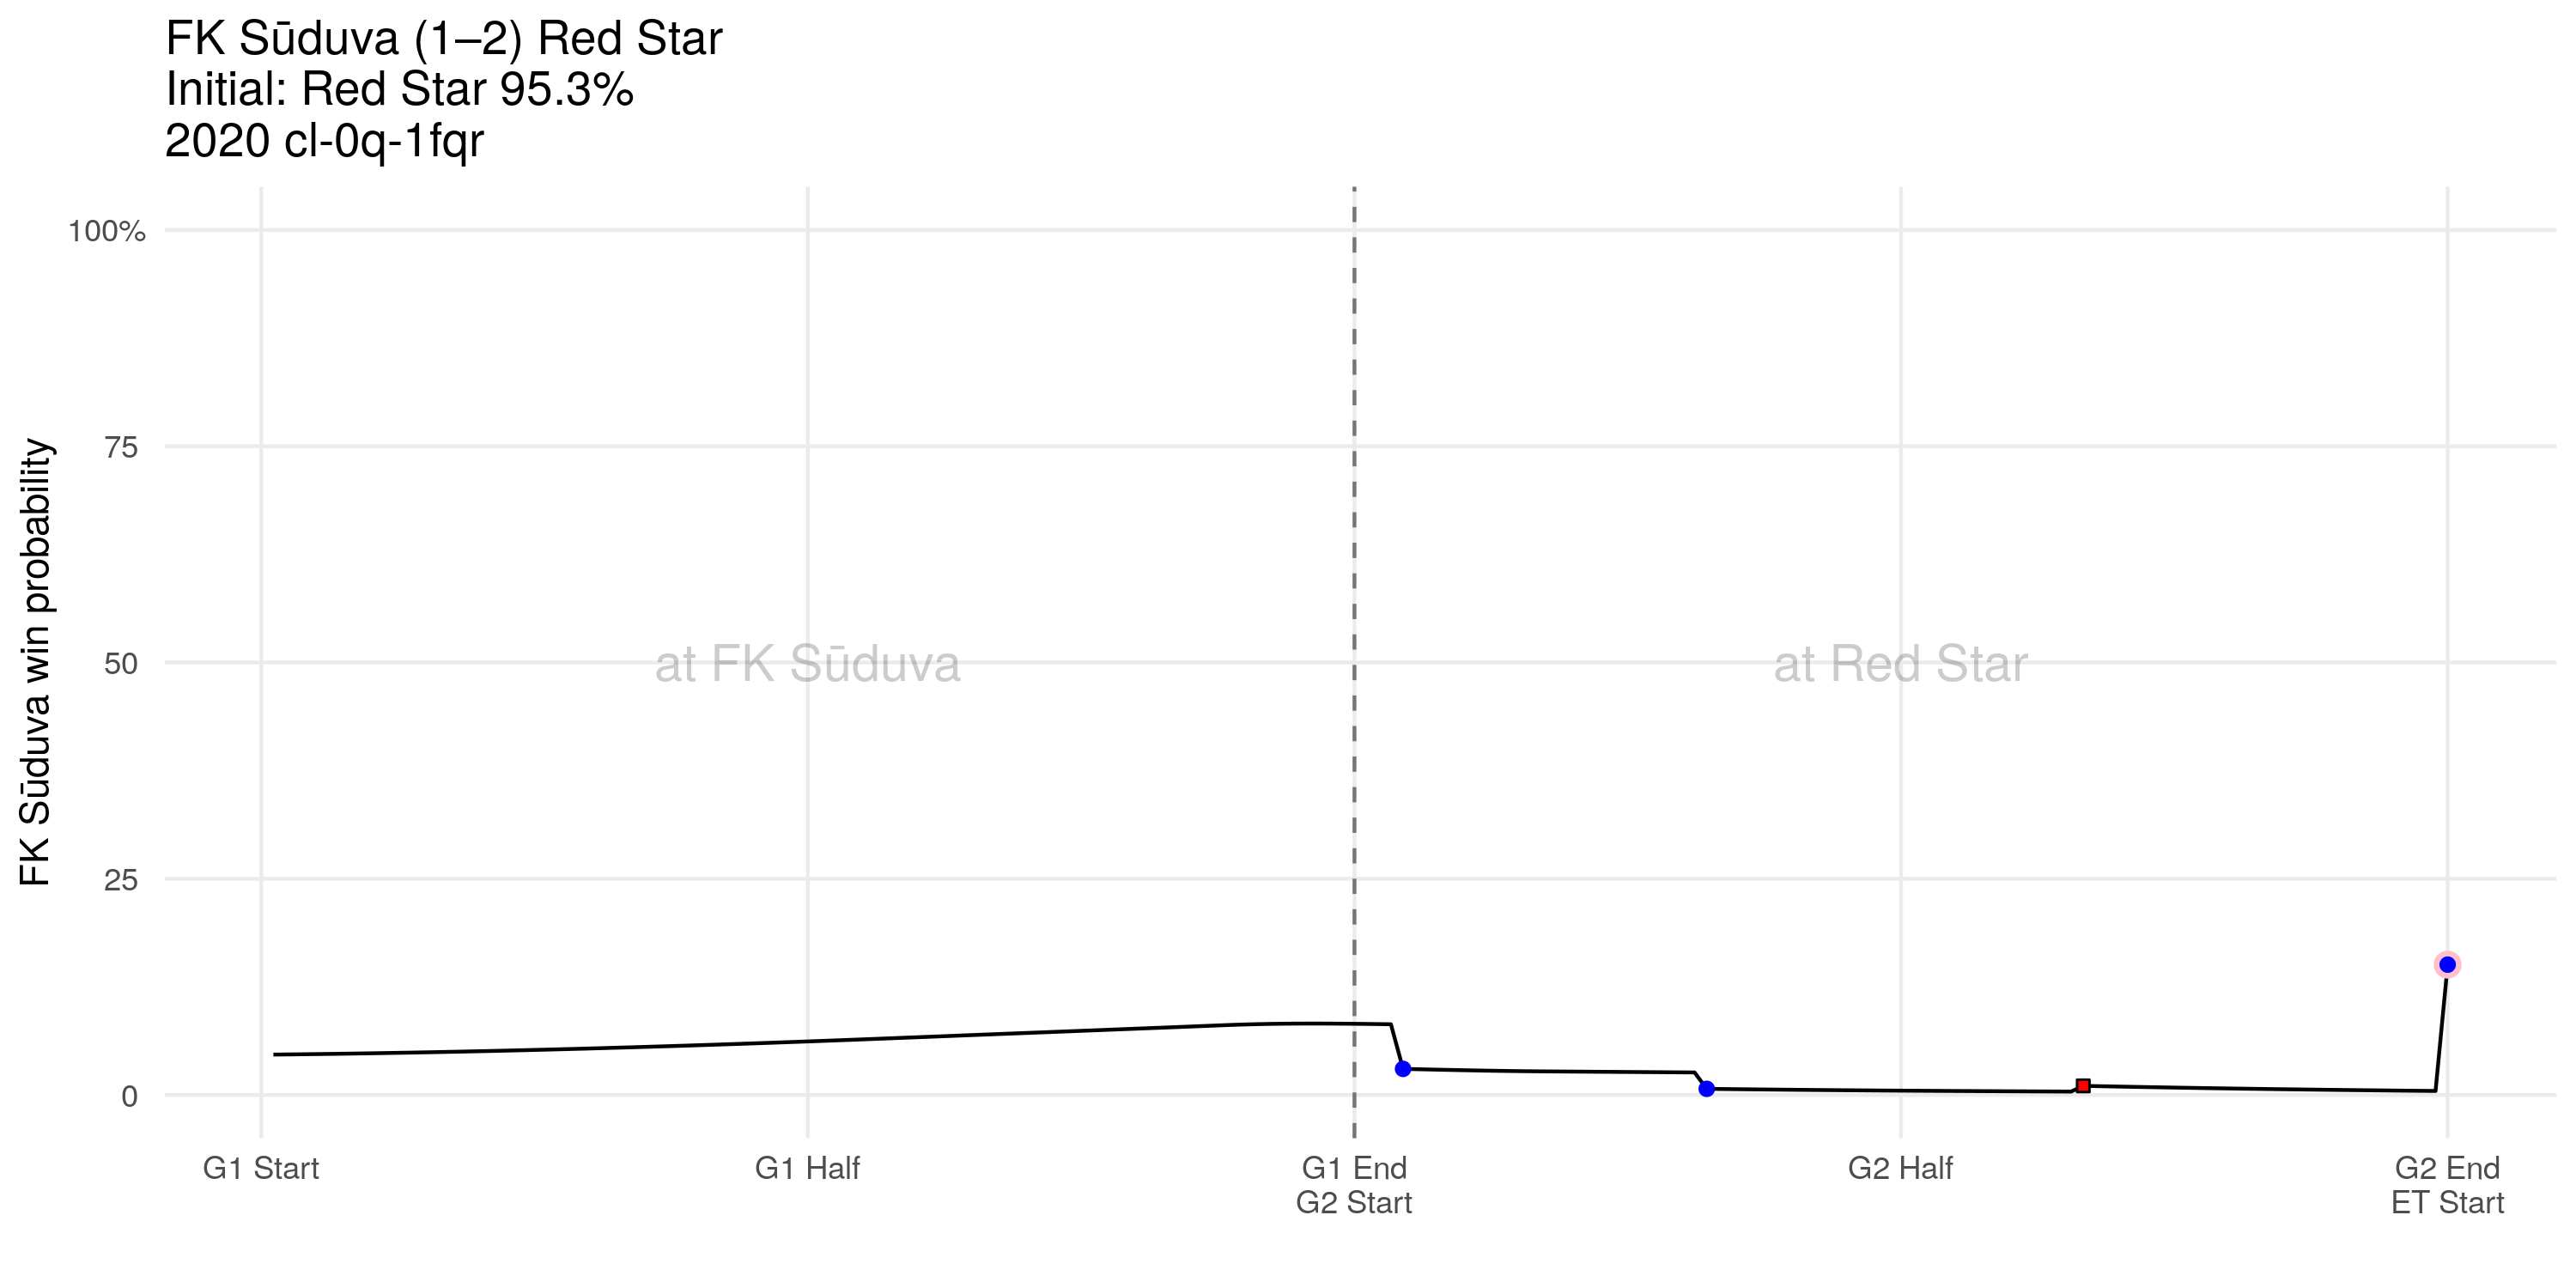 FK Sūduva (1–2) Red Star
Initial: Red Star 95.3%
2020 cl-0q-1fqr
FK Sūduva win probability
100%
75
50
25
0
at FK Sūduva
at Red Star
G1 Start
G1 Half
G1 End
G2 Start
G2 Half
G2 End
ET Start